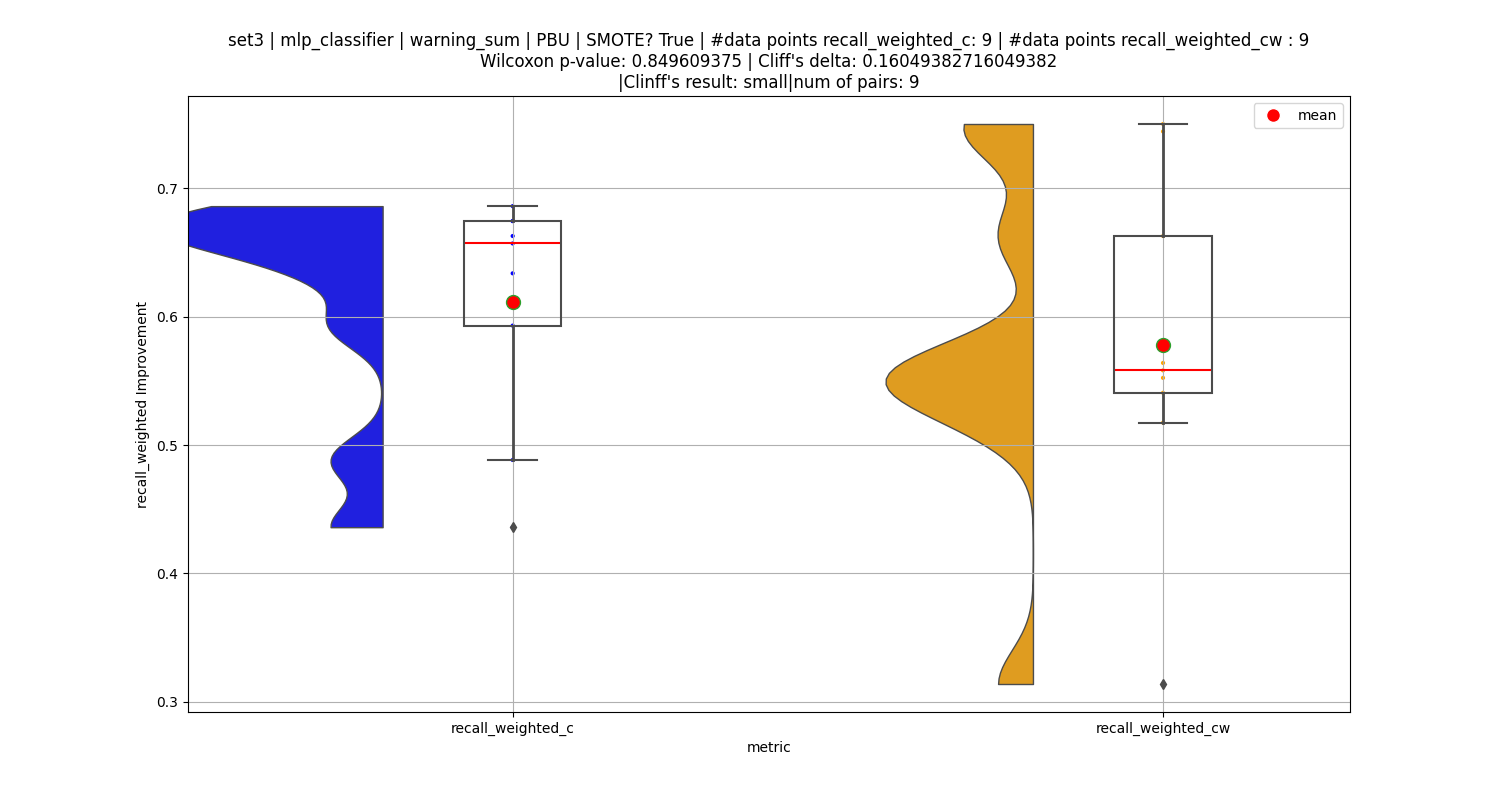 set3 | mlp_classifier | warning_sum | PBU | SMOTE? True | #data points recall_weighted_c: 9 | #data points recall_weighted_cw : 9
Wilcoxon p-value: 0.849609375 | Cliff's delta: 0.16049382716049382
|Clinff's result: small|num of pairs: 9
mean
0.7
0.6
0.5
0.4
0.3
recall_weighted Improvement
recall_weighted_c
recall_weighted_cw
metric